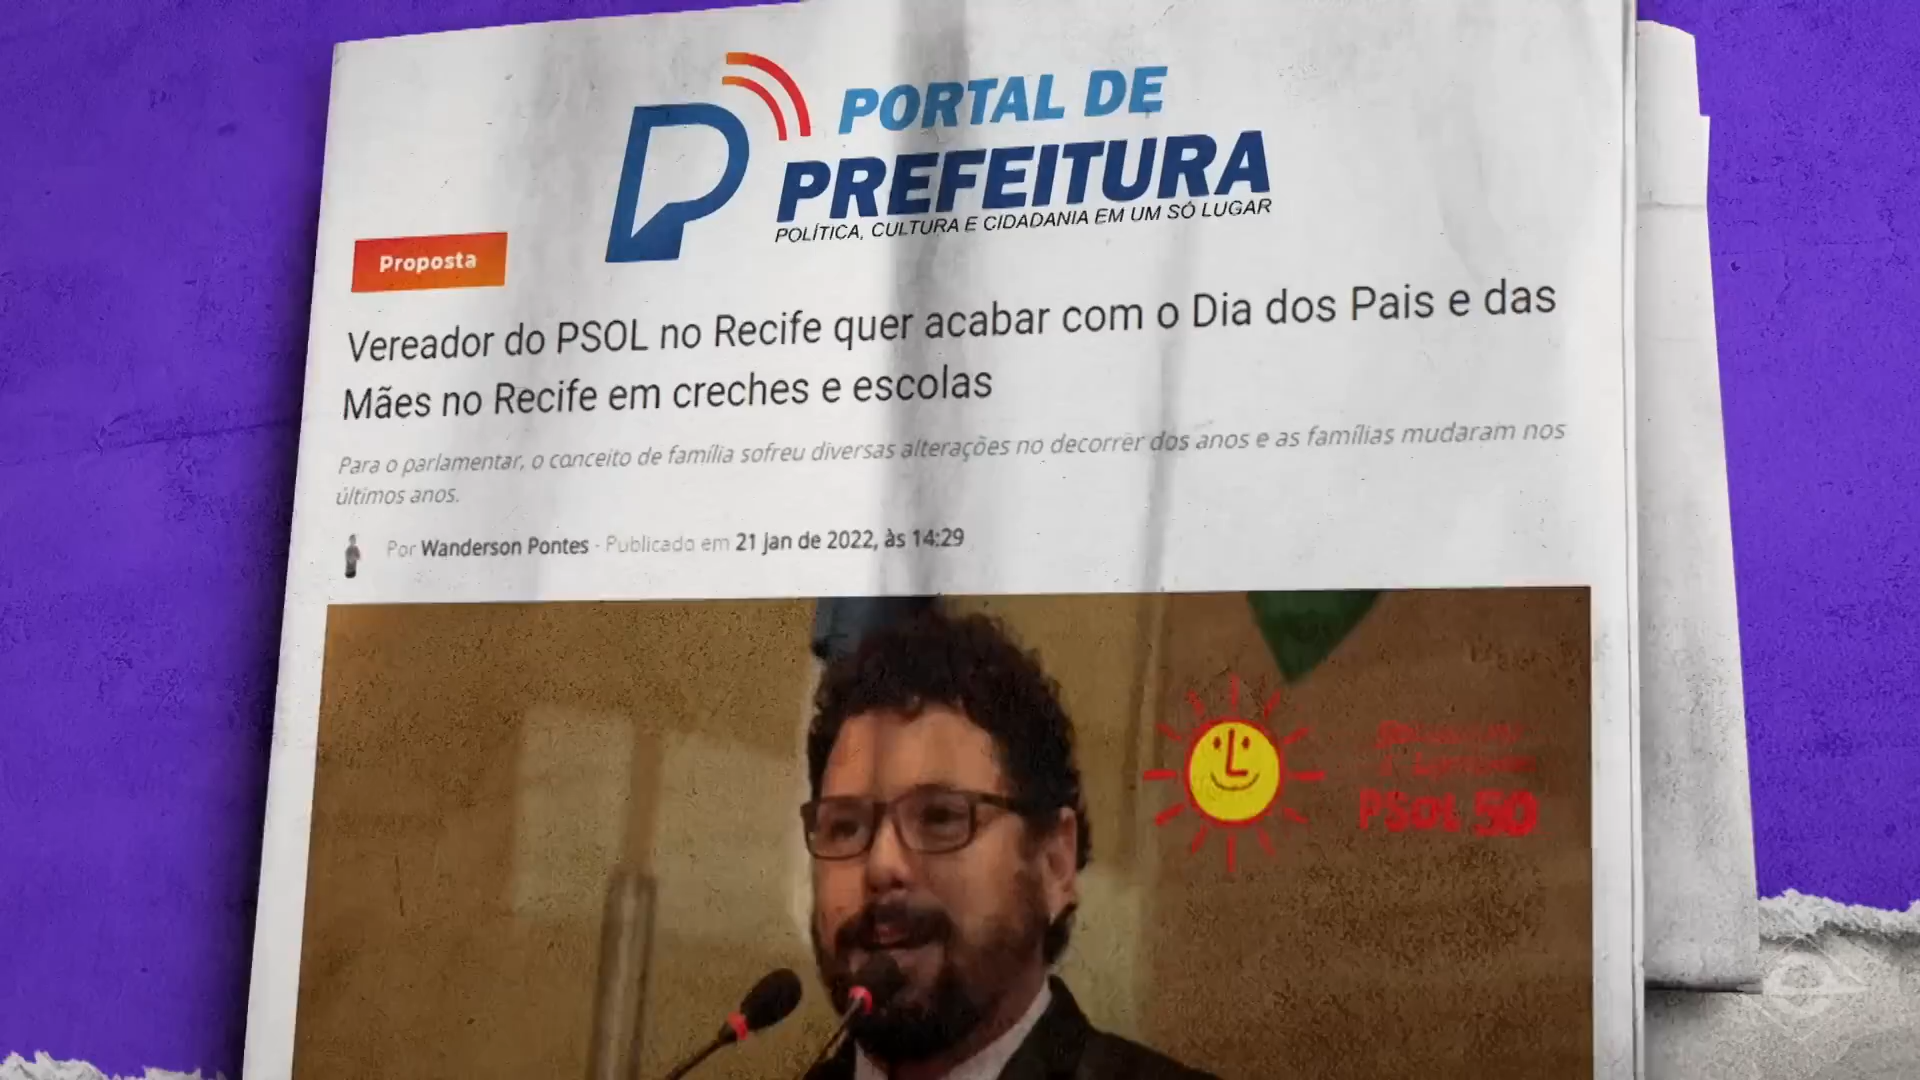 PORTAL DE
PREFEITURA
POLÍTICA, CULTURA E CIDADANIA EM UM SÓ LUGAR
Proposta
Vereador do PSOL no Recife quer acabar com o Dia dos Pais e das
Mães no Recife em creches e escolas
Para o parlamentar, o conceito de família sofreu diversas alterações no decorrer dos anos e as famílias mudaram nos
últimos anos.
Por Wanderson Pontes - Publicado em 21 jan de 2022, às 14:29
PSOL 50